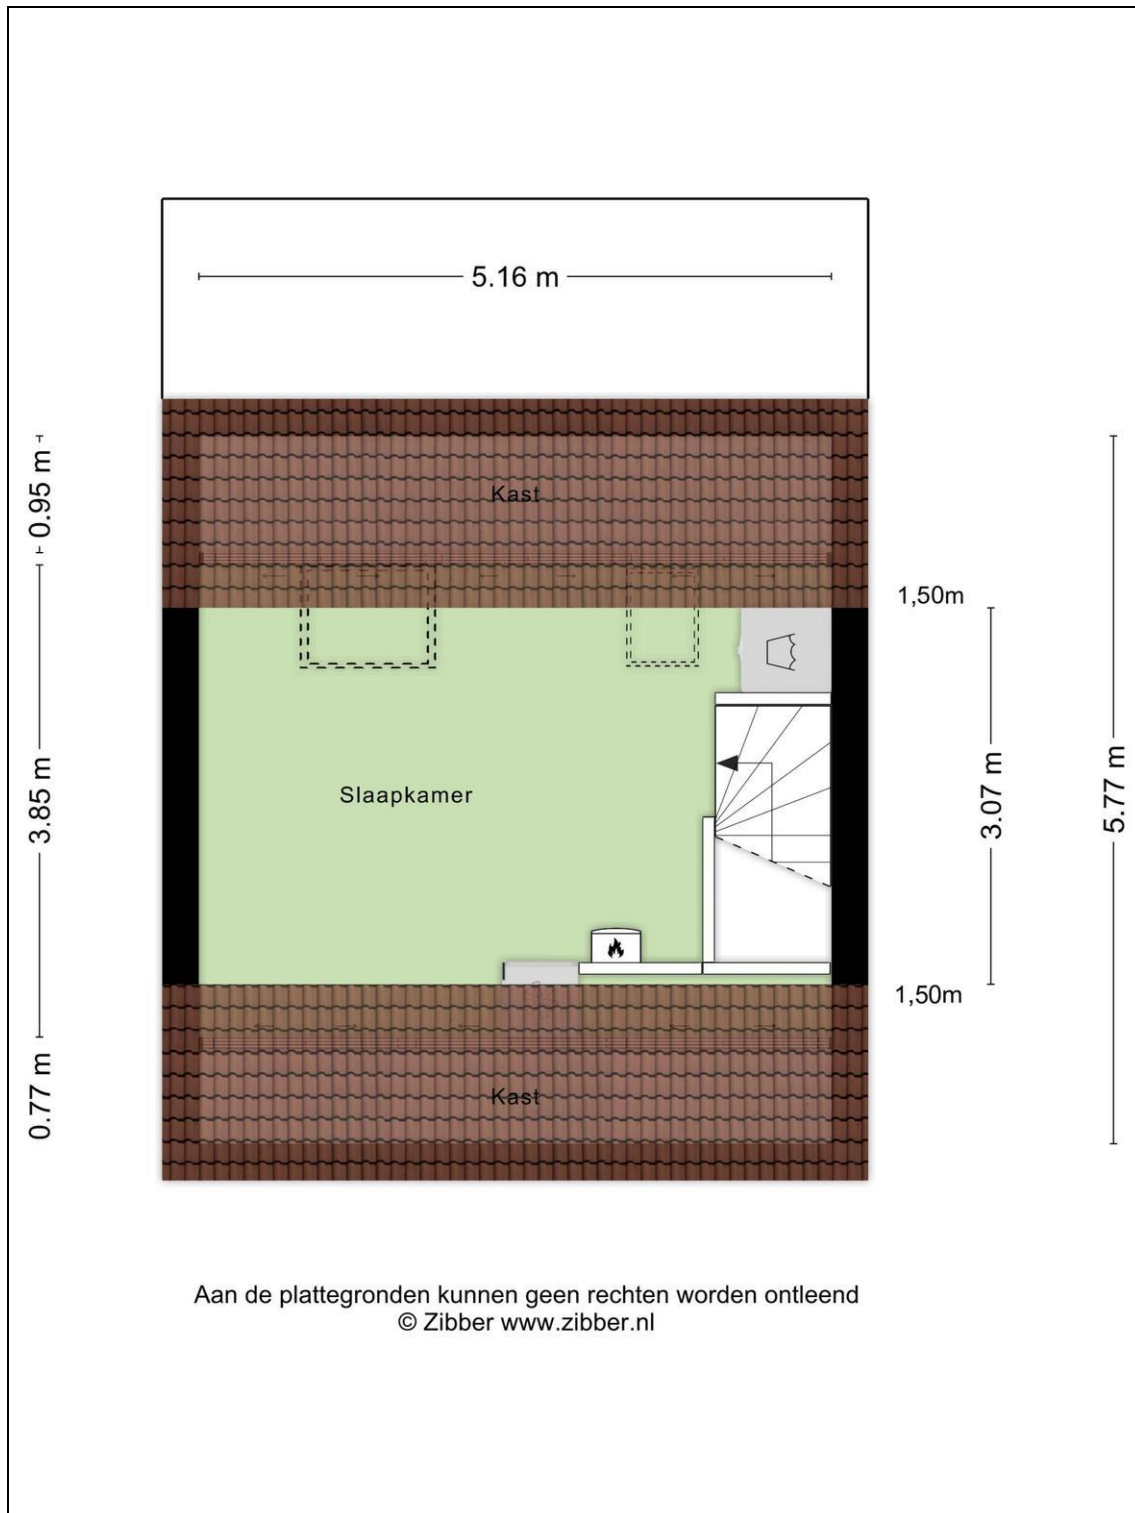 5.16 m
0.95 m
Kast
1,50m
3.85 m
Slaapkamer
3.07 m
5.77 m
1,50m
0.77 m
Kast
Aan de plattegronden kunnen geen rechten worden ontleend
© Zibber www.zibber.nl